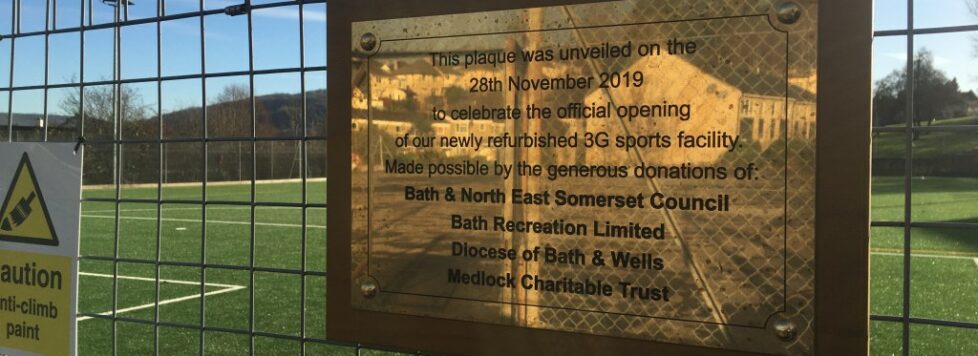 This plaque was unveiled on the
28th November 2019
to celebrate the official opening
of our newly refurbished 3G sports facility.
Made possible by the generous donations of:
Bath & North East Somerset Council
Bath Recreation Limited
Diocese of Bath & Wells
Medlock Charitable Trust
Caution
nti-climb
paint